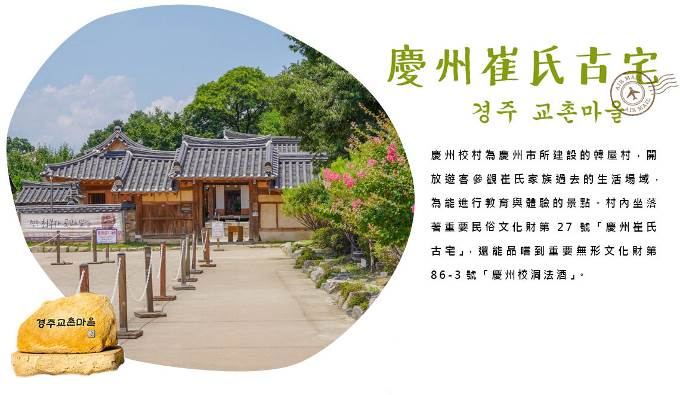 慶州崔氏古宅
경주 교촌마을
AIR MAIL
AIR MAIL
慶州校村為慶州市所建設的韓屋村，開
放遊客參觀崔氏家族過去的生活場域，
為能進行教育與體驗的景點。村內坐落
著重要民俗文化財第 27 號「慶州崔氏
古宅」，還能品嚐到重要無形文化財第
86-3 號「慶州校洞法酒」。
경주교촌마을